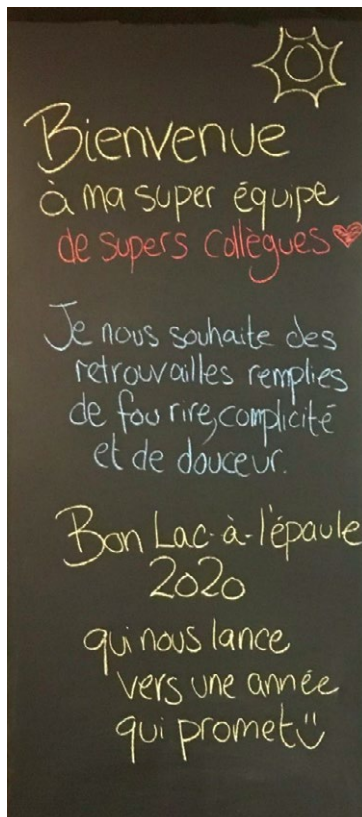 Bienvenue
à ma super équipe
de supers collègues
Je nous souhaite des
retrouvailles remplies
de fou rire, complicité
et de douceur.
Bon Lac-à-l'épaule
2020
qui nous lance
vers une année
qui promet